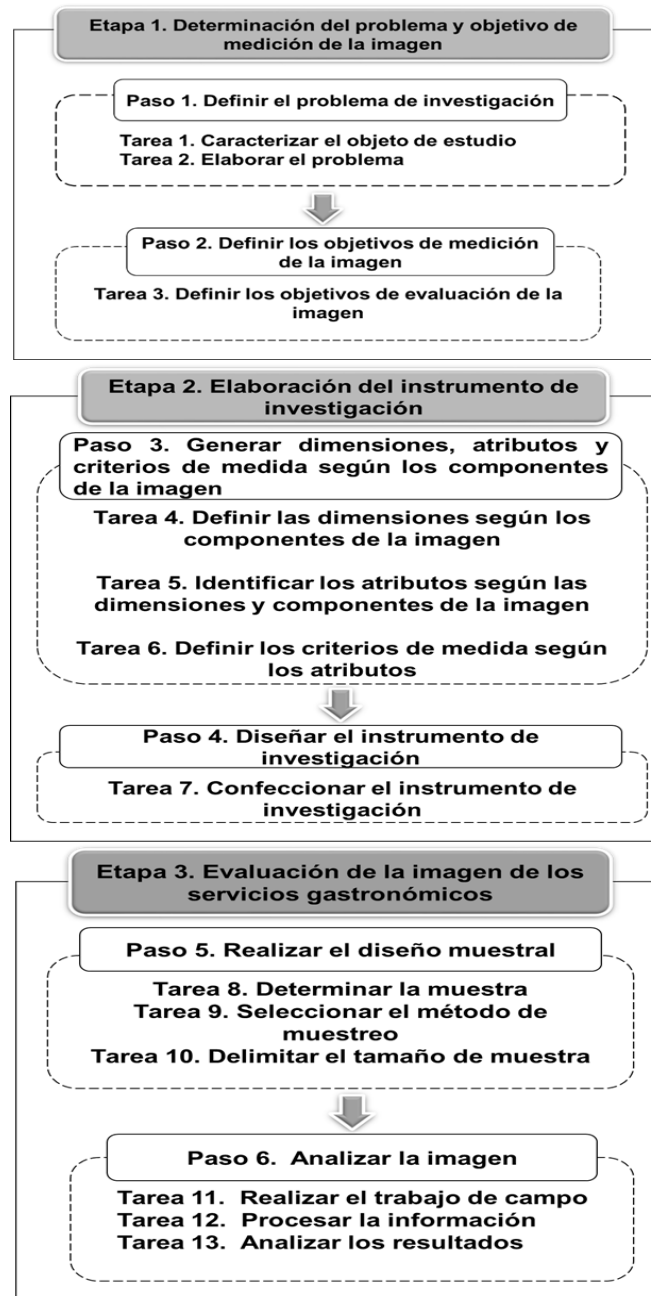 Etapa 1. Determinación del problema y objetivo de
medición de la imagen
Paso 1. Definir el problema de investigación
Tarea 1. Caracterizar el objeto de estudio
Tarea 2. Elaborar el problema
Paso 2. Definir los objetivos de medición
de la imagen
Tarea 3. Definir los objetivos de evaluación de la
imagen
Etapa 2. Elaboración del instrumento de
investigación
Paso 3. Generar dimensiones, atributos y
criterios de medida según los componentes
de la imagen
Tarea 4. Definir las dimensiones según los
componentes de la imagen
Tarea 5. Identificar los atributos según las
dimensiones y componentes de la imagen
Tarea 6. Definir los criterios de medida según
los atributos
Paso 4. Diseñar el instrumento de
investigación
Tarea 7. Confeccionar el instrumento de
investigación
Etapa 3. Evaluación de la imagen de los
servicios gastronómicos
Paso 5. Realizar el diseño muestral
Tarea 8. Determinar la muestra
Tarea 9. Seleccionar el método de
muestreo
Tarea 10. Delimitar el tamaño de muestra
Paso 6. Analizar la imagen
Tarea 11. Realizar el trabajo de campo
Tarea 12. Procesar la información
Tarea 13. Analizar los resultados